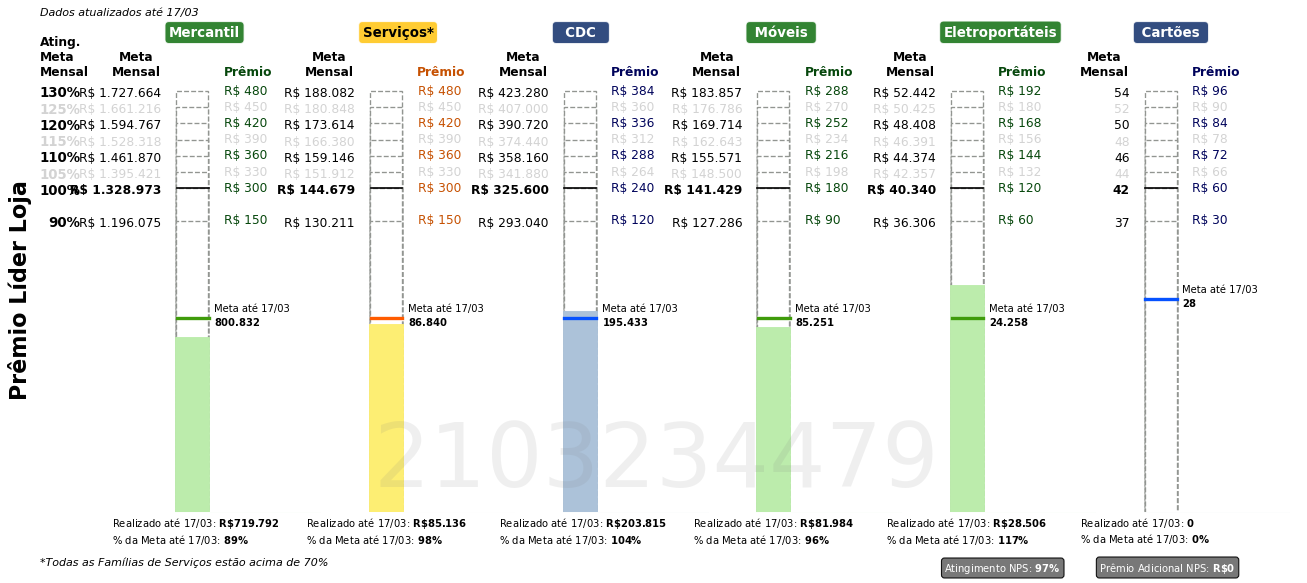 Dados atualizados até 17/03
Mercantil Serviços* CDC Móveis Eletroportáteis Cartões
Ating. Meta Mensal
Meta Mensal Prêmio Meta Mensal Prêmio Meta Mensal Prêmio Meta Mensal Prêmio Meta Mensal Prêmio Meta Mensal Prêmio
130% R$ 1.727.664 R$ 480 R$ 188.082 R$ 480 R$ 423.280 R$ 384 R$ 183.857 R$ 288 R$ 52.442 R$ 192 54 R$ 96
125% R$ 1.661.216 R$ 450 R$ 180.848 R$ 450 R$ 407.000 R$ 360 R$ 176.786 R$ 270 R$ 50.425 R$ 180 52 R$ 90
120% R$ 1.594.767 R$ 420 R$ 173.614 R$ 420 R$ 390.720 R$ 336 R$ 169.714 R$ 252 R$ 48.408 R$ 168 50 R$ 84
115% R$ 1.528.318 R$ 390 R$ 166.380 R$ 390 R$ 374.440 R$ 312 R$ 162.643 R$ 234 R$ 46.391 R$ 156 48 R$ 78
110% R$ 1.461.870 R$ 360 R$ 159.146 R$ 360 R$ 358.160 R$ 288 R$ 155.571 R$ 216 R$ 44.374 R$ 144 46 R$ 72
105% R$ 1.395.421 R$ 330 R$ 151.912 R$ 330 R$ 341.880 R$ 264 R$ 148.500 R$ 198 R$ 42.357 R$ 132 44 R$ 66
100% R$ 1.328.973 R$ 300 R$ 144.679 R$ 300 R$ 325.600 R$ 240 R$ 141.429 R$ 180 R$ 40.340 R$ 120 42 R$ 60
90% R$ 1.196.075 R$ 150 R$ 130.211 R$ 150 R$ 293.040 R$ 120 R$ 127.286 R$ 90 R$ 36.306 R$ 60 37 R$ 30
Prêmio Líder Loja
Meta até 17/03 Meta até 17/03 Meta até 17/03 Meta até 17/03 Meta até 17/03 Meta até 17/03
800.832 86.840 195.433 85.251 24.258 28
2103234479
Realizado até 17/03: R$719.792 Realizado até 17/03: R$85.136 Realizado até 17/03: R$203.815 Realizado até 17/03: R$81.984 Realizado até 17/03: R$28.506 Realizado até 17/03: 0
% da Meta até 17/03: 89% % da Meta até 17/03: 98% % da Meta até 17/03: 104% % da Meta até 17/03: 96% % da Meta até 17/03: 117% % da Meta até 17/03: 0%
*Todas as Famílias de Serviços estão acima de 70% Atingimento NPS: 97% Prêmio Adicional NPS: R$0